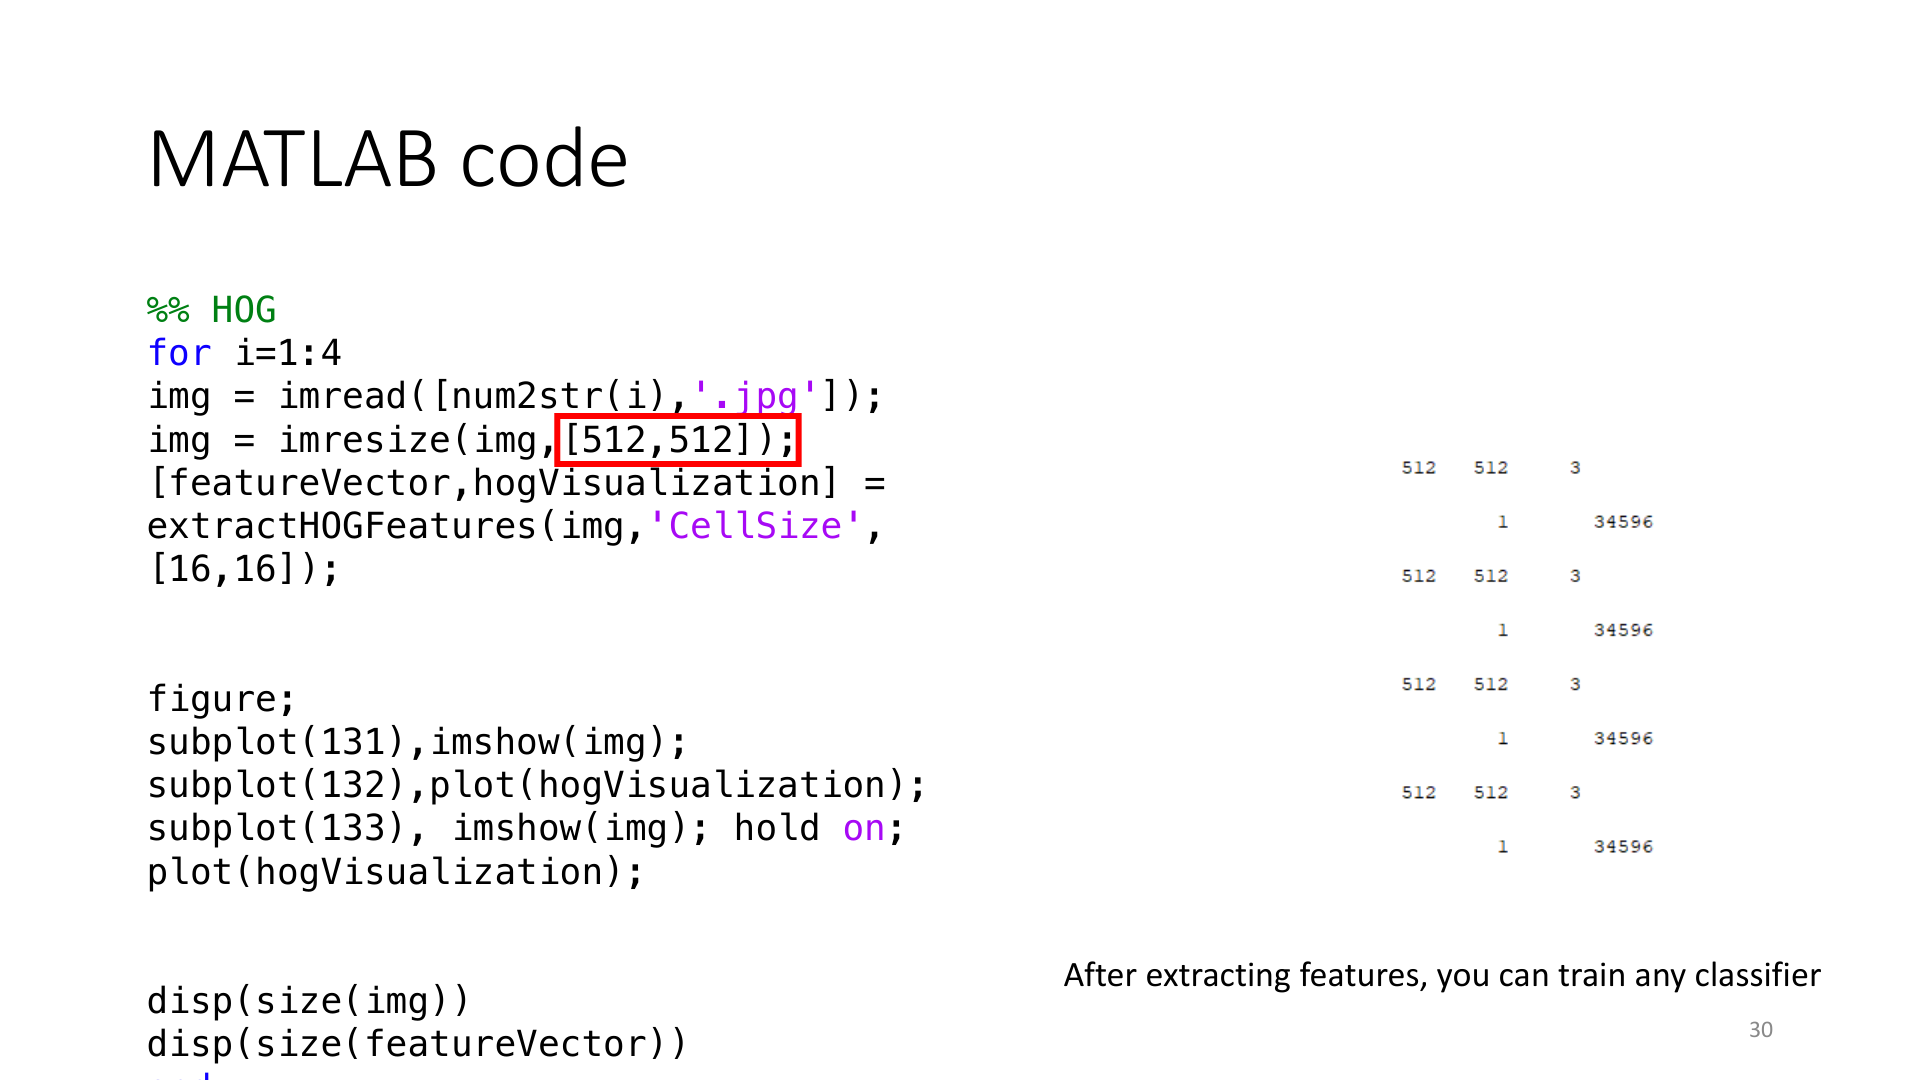 MATLAB code
%% HOG
for i=1:4
img = imread([num2str(i),'.jpg']);
img = imresize(img,[512,512]);
[featureVector,hogVisualization] =
extractHOGFeatures(img,'CellSize',
[16,16]);
figure;
subplot(131),imshow(img);
subplot(132),plot(hogVisualization);
subplot(133), imshow(img); hold on;
plot(hogVisualization);
disp(size(img))
disp(size(featureVector))
512 512 3
1 34596
512 512 3
1 34596
512 512 3
1 34596
512 512 3
1 34596
After extracting features, you can train any classifier
30